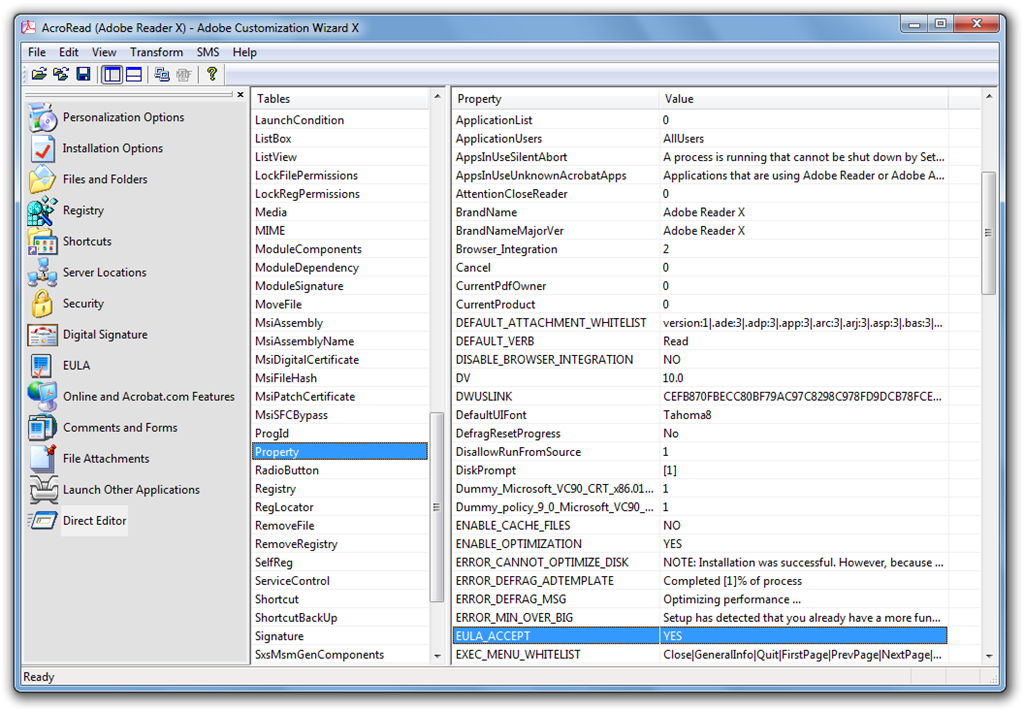 AcroRead (Adobe Reader X) - Adobe Customization Wizard X
File Edit View Transform SMS Help
Personalization Options
Installation Options
Files and Folders
Registry
Shortcuts
Server Locations
Security
Digital Signature
EULA
Online and Acrobat.com Features
Comments and Forms
File Attachments
Launch Other Applications
Direct Editor
Tables
LaunchCondition
ListBox
ListView
LockFilePermissions
LockRegPermissions
Media
MIME
ModuleComponents
ModuleDependency
ModuleSignature
MoveFile
MsiAssembly
MsiAssemblyName
MsiDigitalCertificate
MsiFileHash
MsiPatchCertificate
MsiSFCBypass
ProgId
Property
RadioButton
Registry
RegLocator
RemoveFile
RemoveRegistry
SelfReg
ServiceControl
Shortcut
ShortcutBackUp
Signature
SxsMsmGenComponents
Property Value
ApplicationList 0
ApplicationUsers AllUsers
AppsInUseSilentAbort A process is running that cannot be shut down by Set...
AppsInUseUnknownAcrobatApps Applications that are using Adobe Reader or Adobe A...
AttentionCloseReader 0
BrandName Adobe Reader X
BrandNameMajorVer Adobe Reader X
Browser_Integration 2
Cancel 0
CurrentPdfOwner 0
CurrentProduct 0
DEFAULT_ATTACHMENT_WHITELIST version:1|.ade:3|.adp:3|.app:3|.arc:3|.arj:3|.asp:3|.bas:3|...
DEFAULT_VERB Read
DISABLE_BROWSER_INTEGRATION NO
DV 10.0
DWUSLINK CEFB870FBECC80BF79AC97C8298C978FD9DCB78FCE...
DefaultUIFont Tahoma8
DefragResetProgress No
DisallowRunFromSource 1
DiskPrompt [1]
Dummy_Microsoft_VC90_CRT_x86.01... 1
Dummy_policy_9_0_Microsoft_VC90_... 1
ENABLE_CACHE_FILES NO
ENABLE_OPTIMIZATION YES
ERROR_CANNOT_OPTIMIZE_DISK NOTE: Installation was successful. However, because ...
ERROR_DEFRAG_ADTEMPLATE Completed [1]% of process
ERROR_DEFRAG_MSG Optimizing performance ...
ERROR_MIN_OVER_BIG Setup has detected that you already have a more fun...
EULA_ACCEPT YES
EXEC_MENU_WHITELIST Close|GeneralInfo|Quit|FirstPage|PrevPage|NextPage|...
Ready